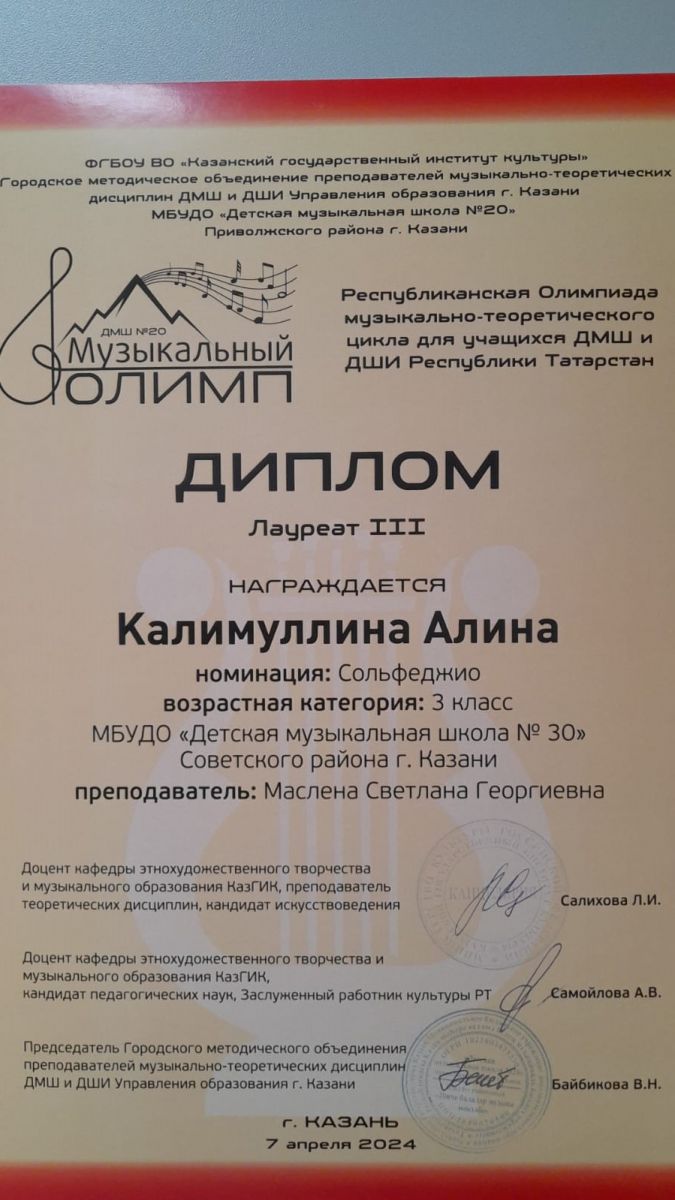 ФГБОУ ВО «Казанский государственный институт культуры»
Городское методическое объединение преподавателей музыкально-теоретических
дисциплин ДМШ и ДШИ Управления образования г. Казани
МБУДО «Детская музыкальная школа №20»
Приволжского района г. Казани
ДМШ №20
Музыкальный
ОЛИМП
Республиканская Олимпиада
музыкально-теоретического
цикла для учащихся ДМШ и
ДШИ Республики Татарстан
ДИПЛОМ
Лауреат III
НАГРАЖДАЕТСЯ
Калимуллина Алина
номинация: Сольфеджио
возрастная категория: 3 класс
МБУДО «Детская музыкальная школа № 30»
Советского района г. Казани
преподаватель: Маслена Светлана Георгиевна
Доцент кафедры этнохудожественного творчества
и музыкального образования КазГИК, преподаватель
теоретических дисциплин, кандидат искусствоведения
Салихова Л.И.
Доцент кафедры этнохудожественного творчества и
музыкального образования КазГИК,
кандидат педагогических наук, Заслуженный работник культуры РТ
Самойлова А.В.
Председатель Городского методического объединения
преподавателей музыкально-теоретических дисциплин
ДМШ и ДШИ Управления образования г. Казани
Байбикова В.Н.
г. КАЗАНЬ
7 апреля 2024